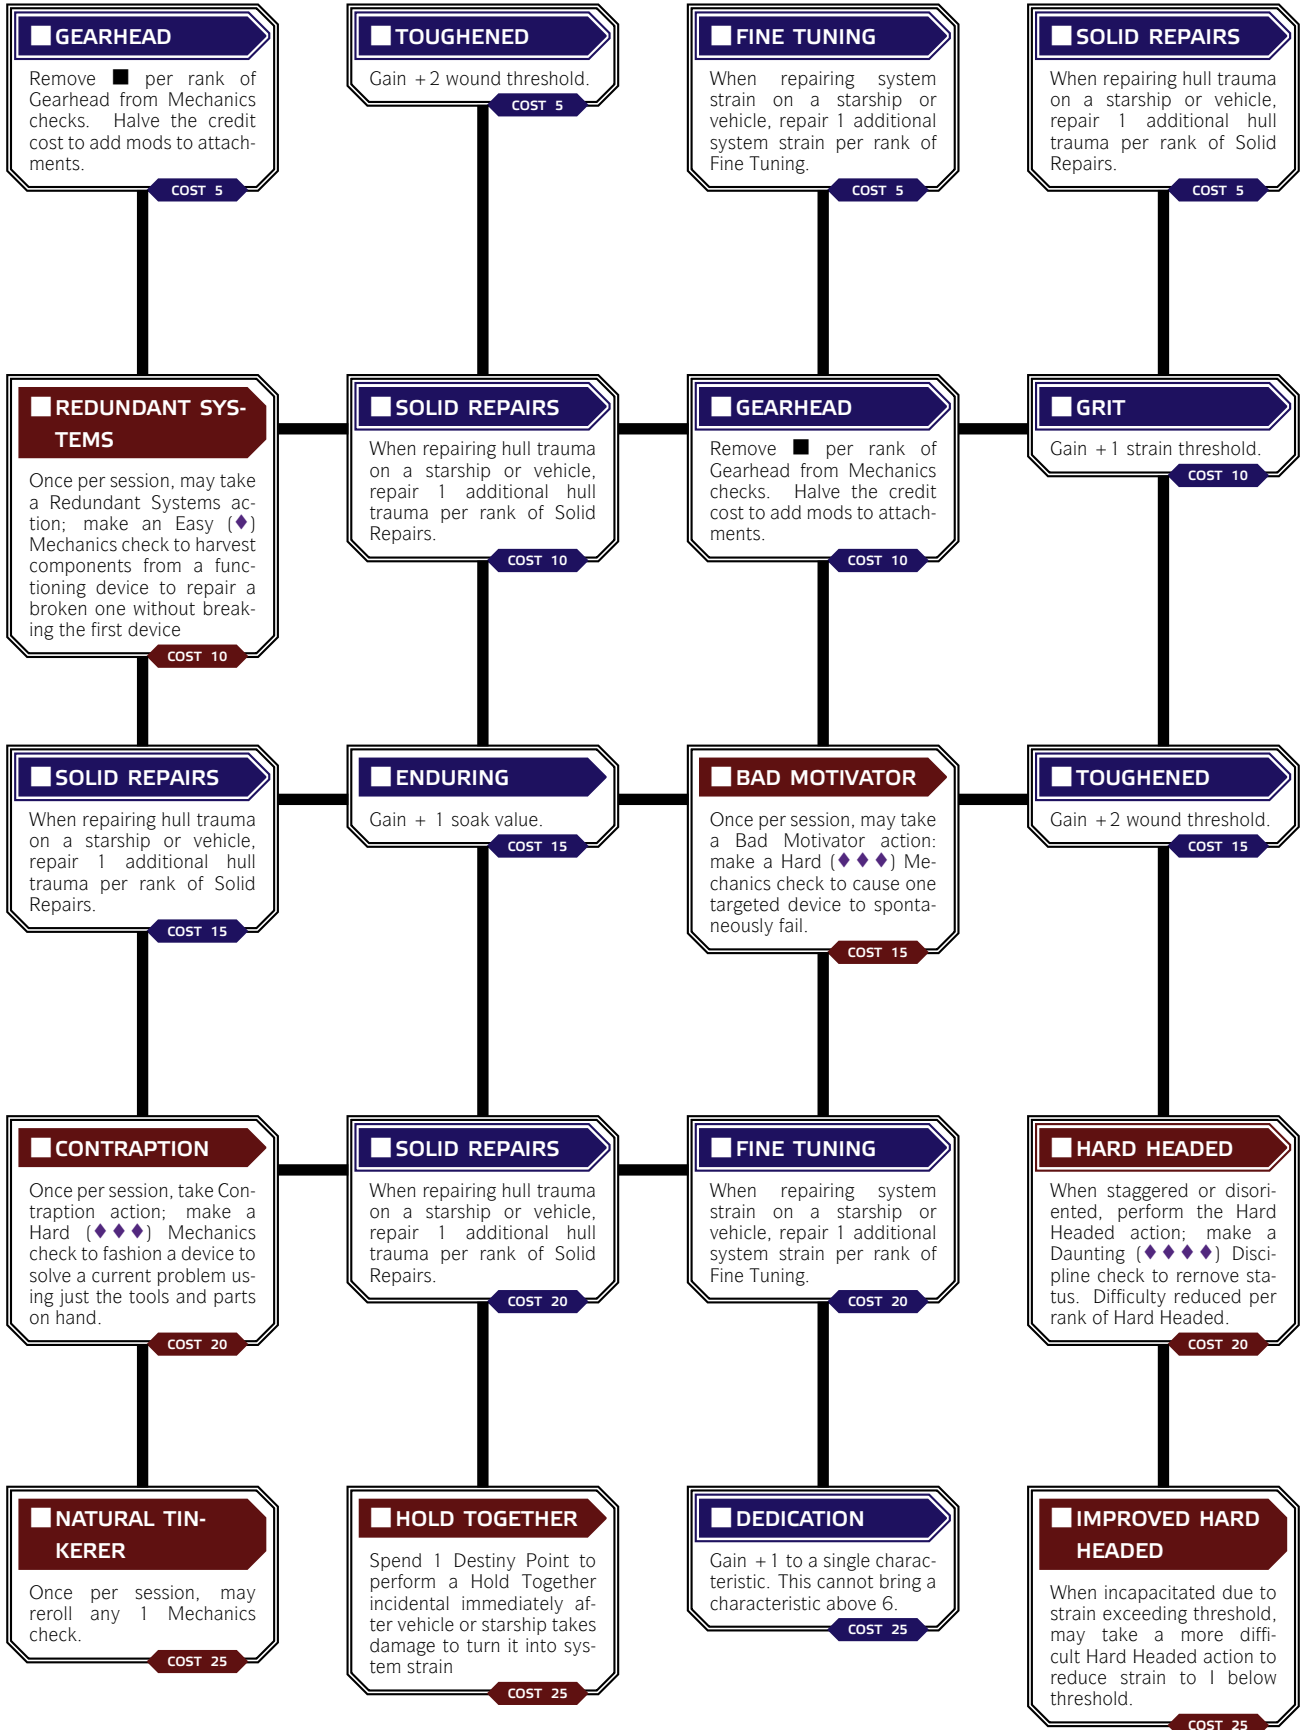 GEARHEAD
Remove ■ per rank of
Gearhead from Mechanics
checks. Halve the credit
cost to add mods to attach-
ments.
COST 5
TOUGHENED
Gain +2 wound threshold.
COST 5
FINE TUNING
When repairing system
strain on a starship or
vehicle, repair 1 additional
system strain per rank of
Fine Tuning.
COST 5
SOLID REPAIRS
When repairing hull trauma
on a starship or vehicle,
repair 1 additional hull
trauma per rank of Solid
Repairs.
COST 5
REDUNDANT SYS-
TEMS
Once per session, may take
a Redundant Systems ac-
tion; make an Easy (♦)
Mechanics check to harvest
components from a func-
tioning device to repair a
broken one without break-
ing the first device
COST 10
SOLID REPAIRS
When repairing hull trauma
on a starship or vehicle,
repair 1 additional hull
trauma per rank of Solid
Repairs.
COST 10
GEARHEAD
Remove ■ per rank of
Gearhead from Mechanics
checks. Halve the credit
cost to add mods to attach-
ments.
COST 10
GRIT
Gain +1 strain threshold.
COST 10
SOLID REPAIRS
When repairing hull trauma
on a starship or vehicle,
repair 1 additional hull
trauma per rank of Solid
Repairs.
COST 15
ENDURING
Gain + 1 soak value.
COST 15
BAD MOTIVATOR
Once per session, may take
a Bad Motivator action:
make a Hard (♦ ♦ ♦) Me-
chanics check to cause one
targeted device to sponta-
neously fail.
COST 15
TOUGHENED
Gain +2 wound threshold.
COST 15
CONTRAPTION
Once per session, take Con-
traption action; make a
Hard (♦ ♦ ♦) Mechanics
check to fashion a device to
solve a current problem us-
ing just the tools and parts
on hand.
COST 20
SOLID REPAIRS
When repairing hull trauma
on a starship or vehicle,
repair 1 additional hull
trauma per rank of Solid
Repairs.
COST 20
FINE TUNING
When repairing system
strain on a starship or
vehicle, repair 1 additional
system strain per rank of
Fine Tuning.
COST 20
HARD HEADED
When staggered or disori-
ented, perform the Hard
Headed action; make a
Daunting (♦ ♦ ♦ ♦) Disci-
pline check to rernove sta-
tus. Difficulty reduced per
rank of Hard Headed.
COST 20
NATURAL TIN-
KERER
Once per session, may
reroll any 1 Mechanics
check.
COST 25
HOLD TOGETHER
Spend 1 Destiny Point to
perform a Hold Together
incidental immediately af-
ter vehicle or starship takes
damage to turn it into sys-
tem strain
COST 25
DEDICATION
Gain +1 to a single charac-
teristic. This cannot bring a
characteristic above 6.
COST 25
IMPROVED HARD
HEADED
When incapacitated due to
strain exceeding threshold,
may take a more diffi-
cult Hard Headed action to
reduce strain to I below
threshold.
COST 25